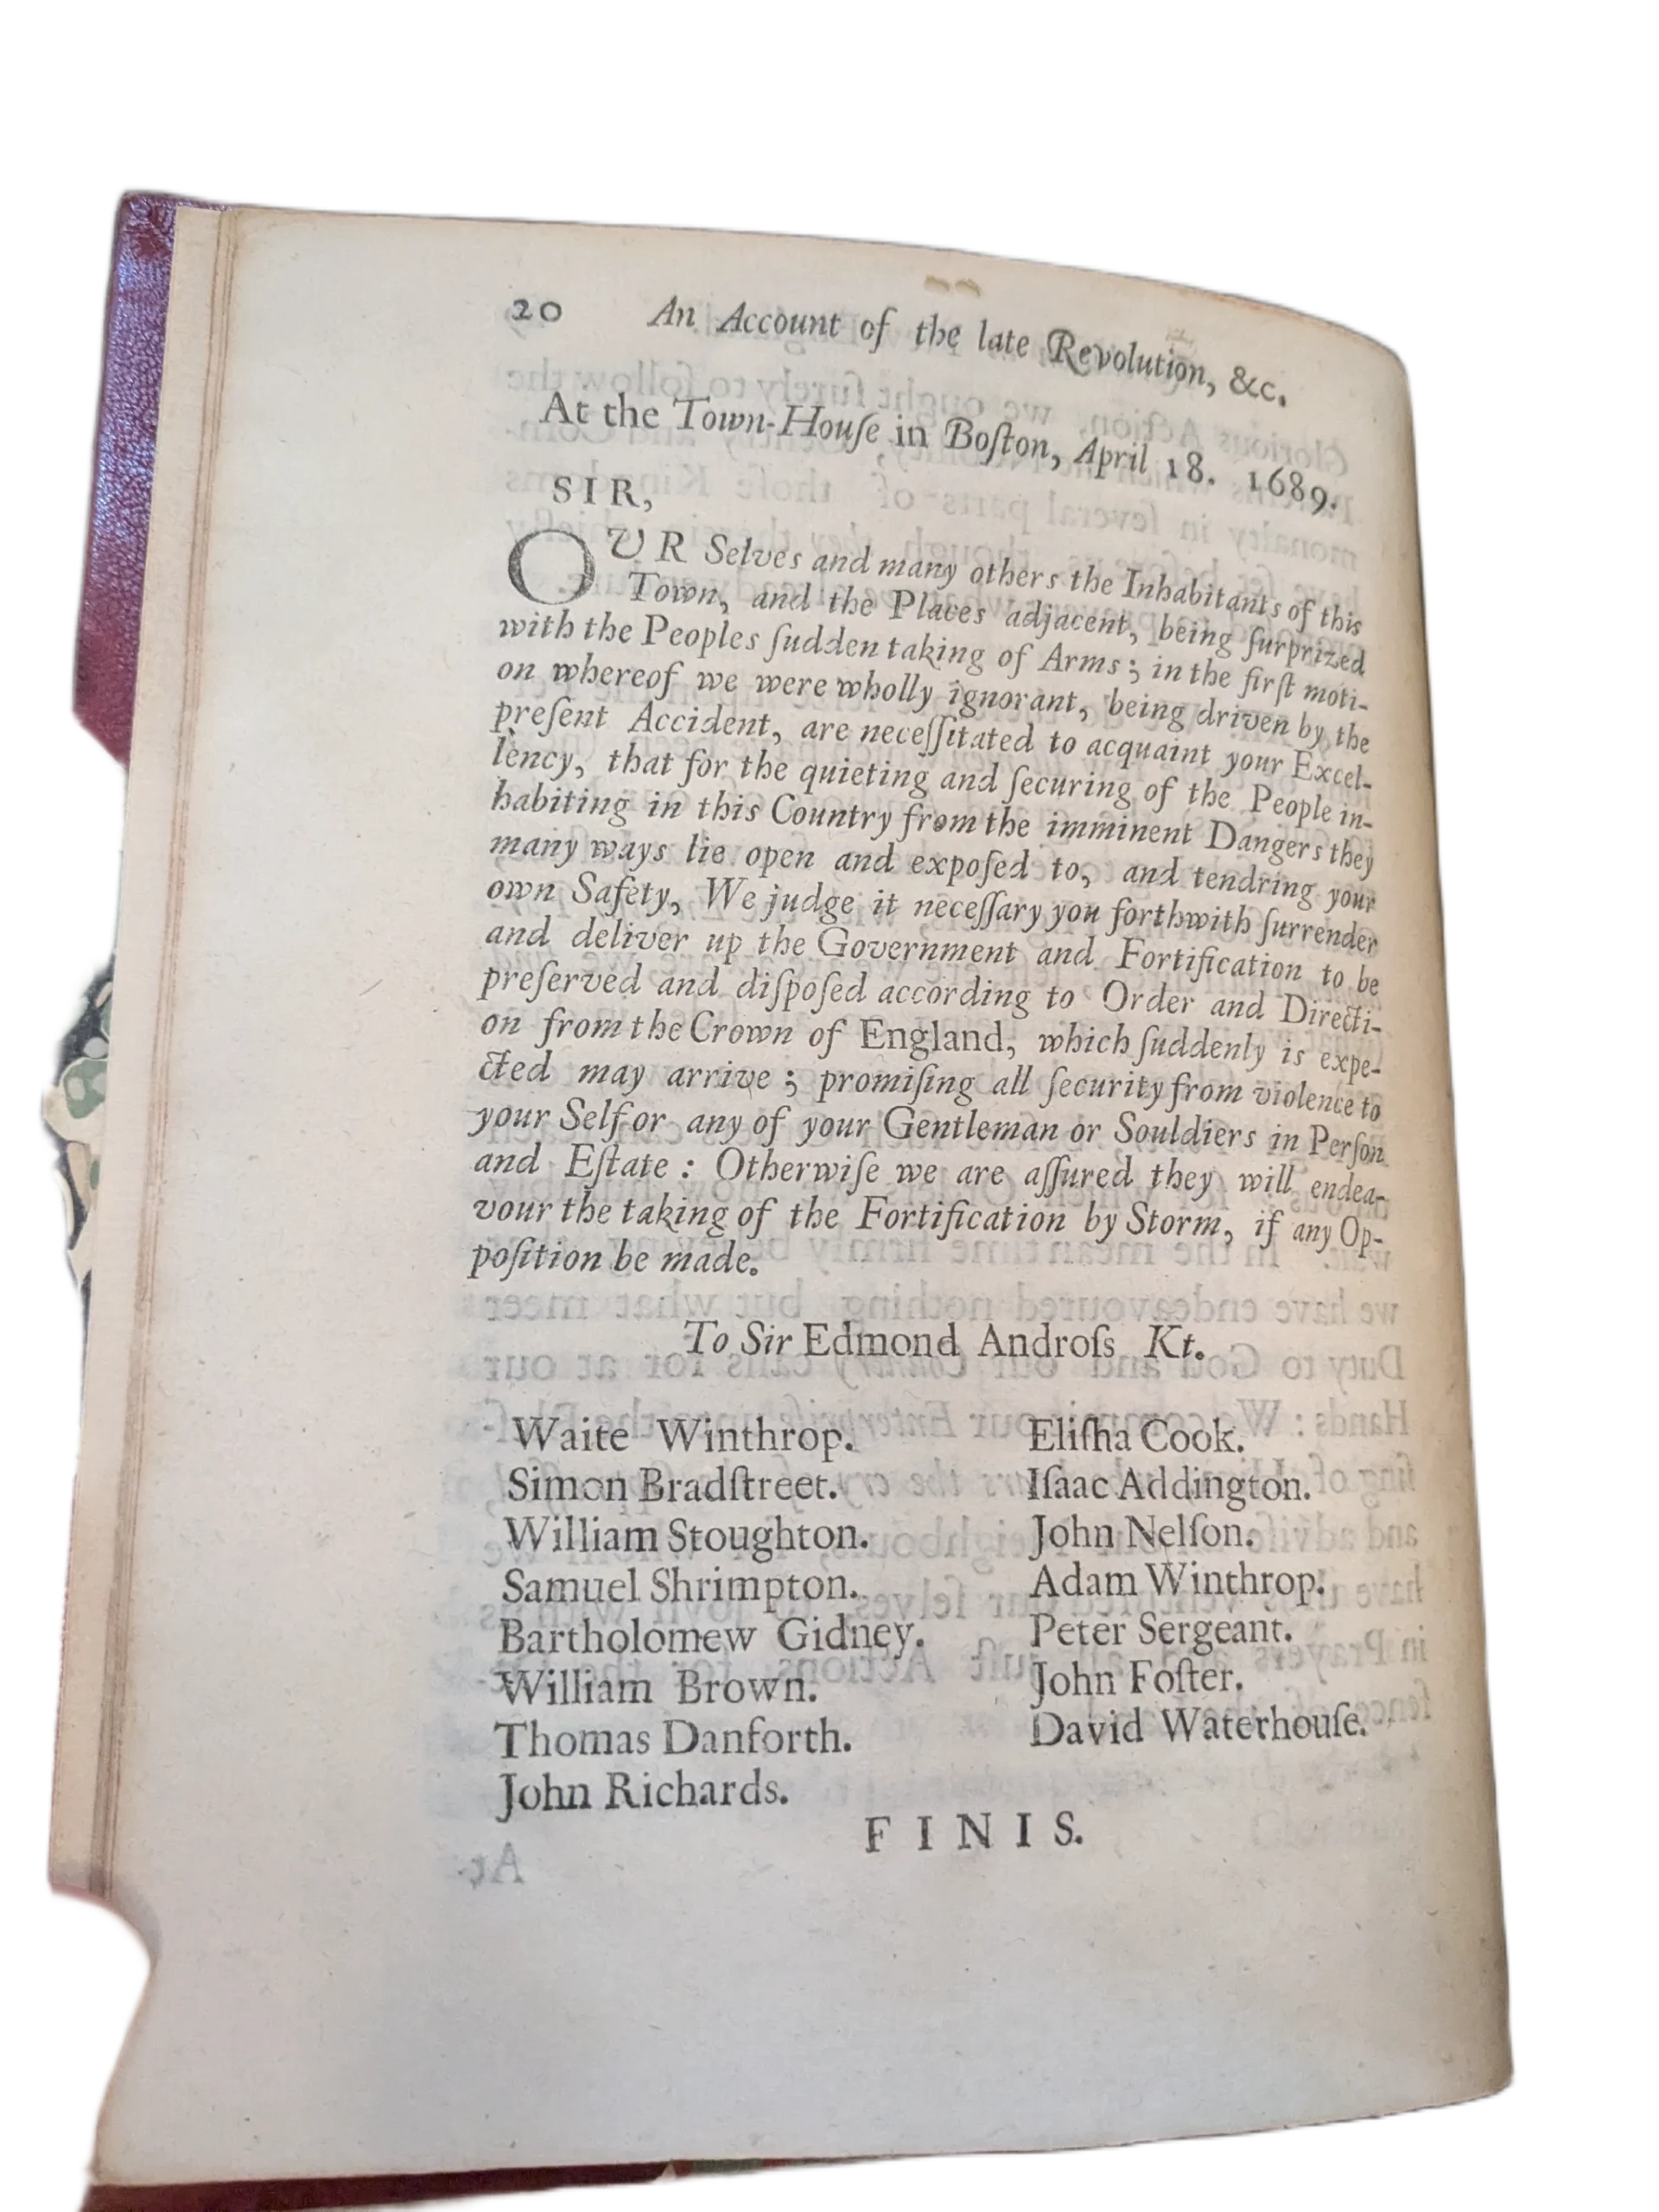 20 An Account of the late Revolution, &c.
At the Town-Houſe in Boſton, April 18. 1689.
SIR,
OUR Selves and many others the Inhabitants of this
Town, and the Places adjacent, being ſurprized
with the Peoples ſudden taking of Arms; in the firſt moti-
on whereof we were wholly ignorant, being driven by the
preſent Accident, are neceſſitated to acquaint your Excel-
lency, that for the quieting and ſecuring of the People in-
habiting in this Country from the imminent Dangers they
many ways lie open and expoſed to, and tendring your
own Safety, We judge it neceſſary you forthwith ſurrender
and deliver up the Government and Fortification to be
preſerved and diſpoſed according to Order and Directi-
on from the Crown of England, which ſuddenly is expe-
cted may arrive; promiſing all ſecurity from violence to
your Self or any of your Gentleman or Souldiers in Perſon
and Eſtate: Otherwiſe we are aſſured they will endea-
vour the taking of the Fortification by Storm, if any Op-
poſition be made.
To Sir Edmond Androſs Kt.
Waite Winthrop.
Simon Bradſtreet.
William Stoughton.
Samuel Shrimpton.
Bartholomew Gidney.
William Brown.
Thomas Danforth.
John Richards.
Eliſha Cook.
Iſaac Addington.
John Nelſon.
Adam Winthrop.
Peter Sergeant.
John Foſter.
David Waterhouſe.
FINIS.